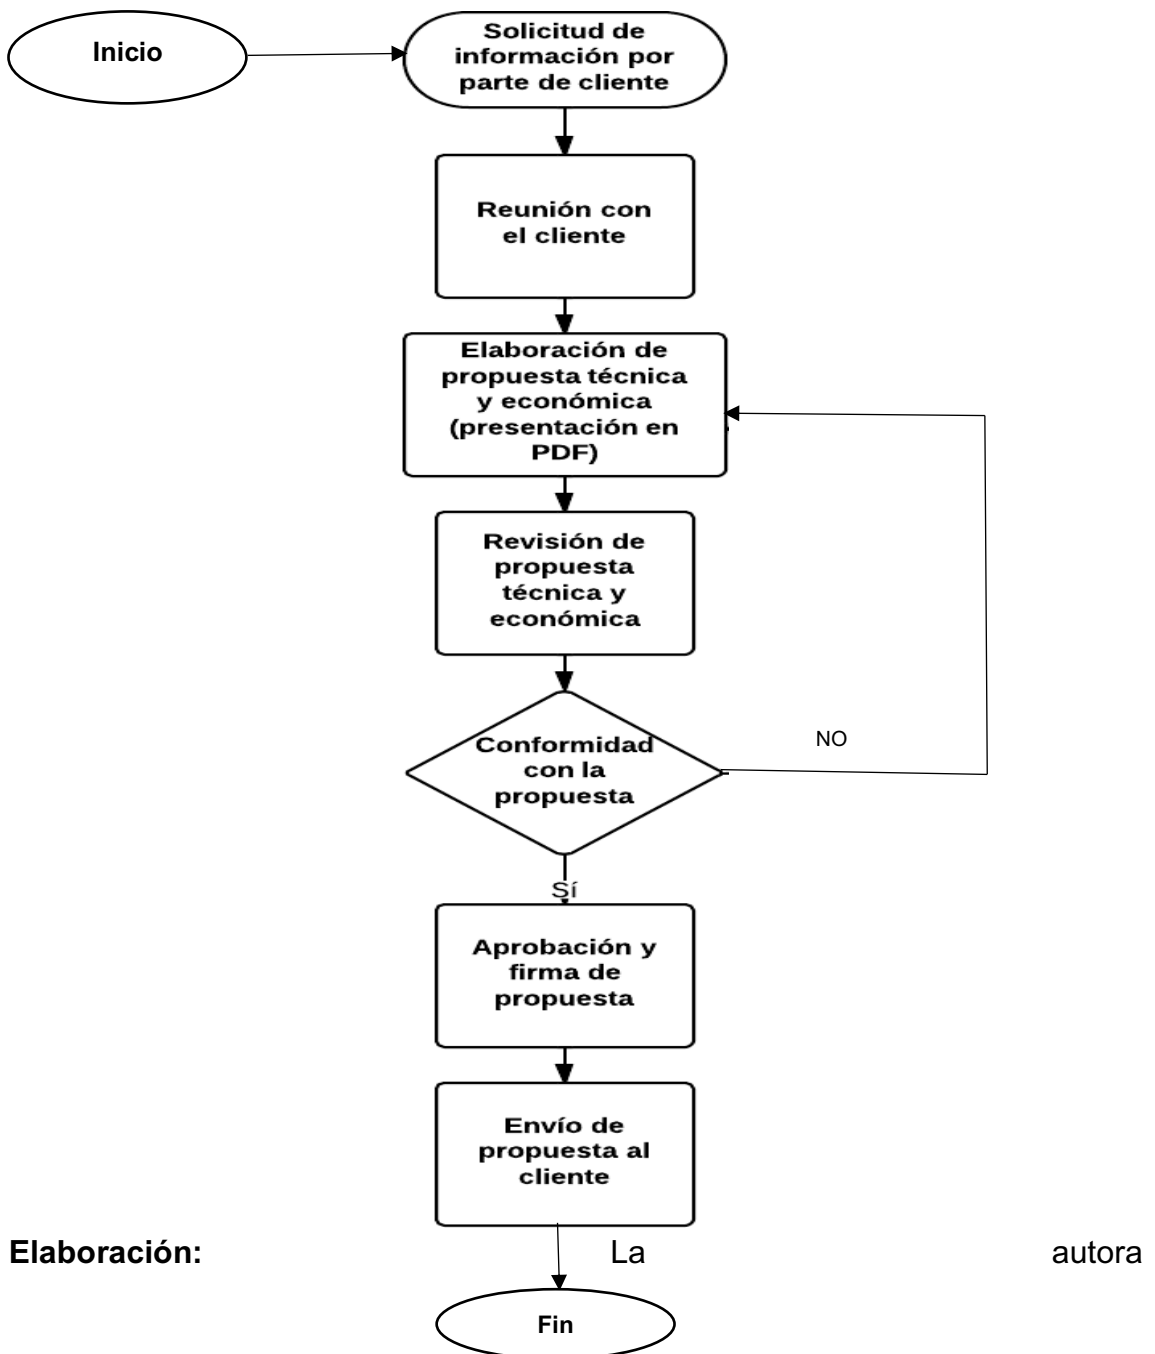 Inicio
Solicitud de
información por
parte de cliente
Reunión con
el cliente
Elaboración de
propuesta técnica
y económica
(presentación en
PDF)
Revisión de
propuesta
técnica y
económica
Conformidad
con la
propuesta
NO
Sí
Aprobación y
firma de
propuesta
Envío de
propuesta al
cliente
Elaboración: La autora
Fin